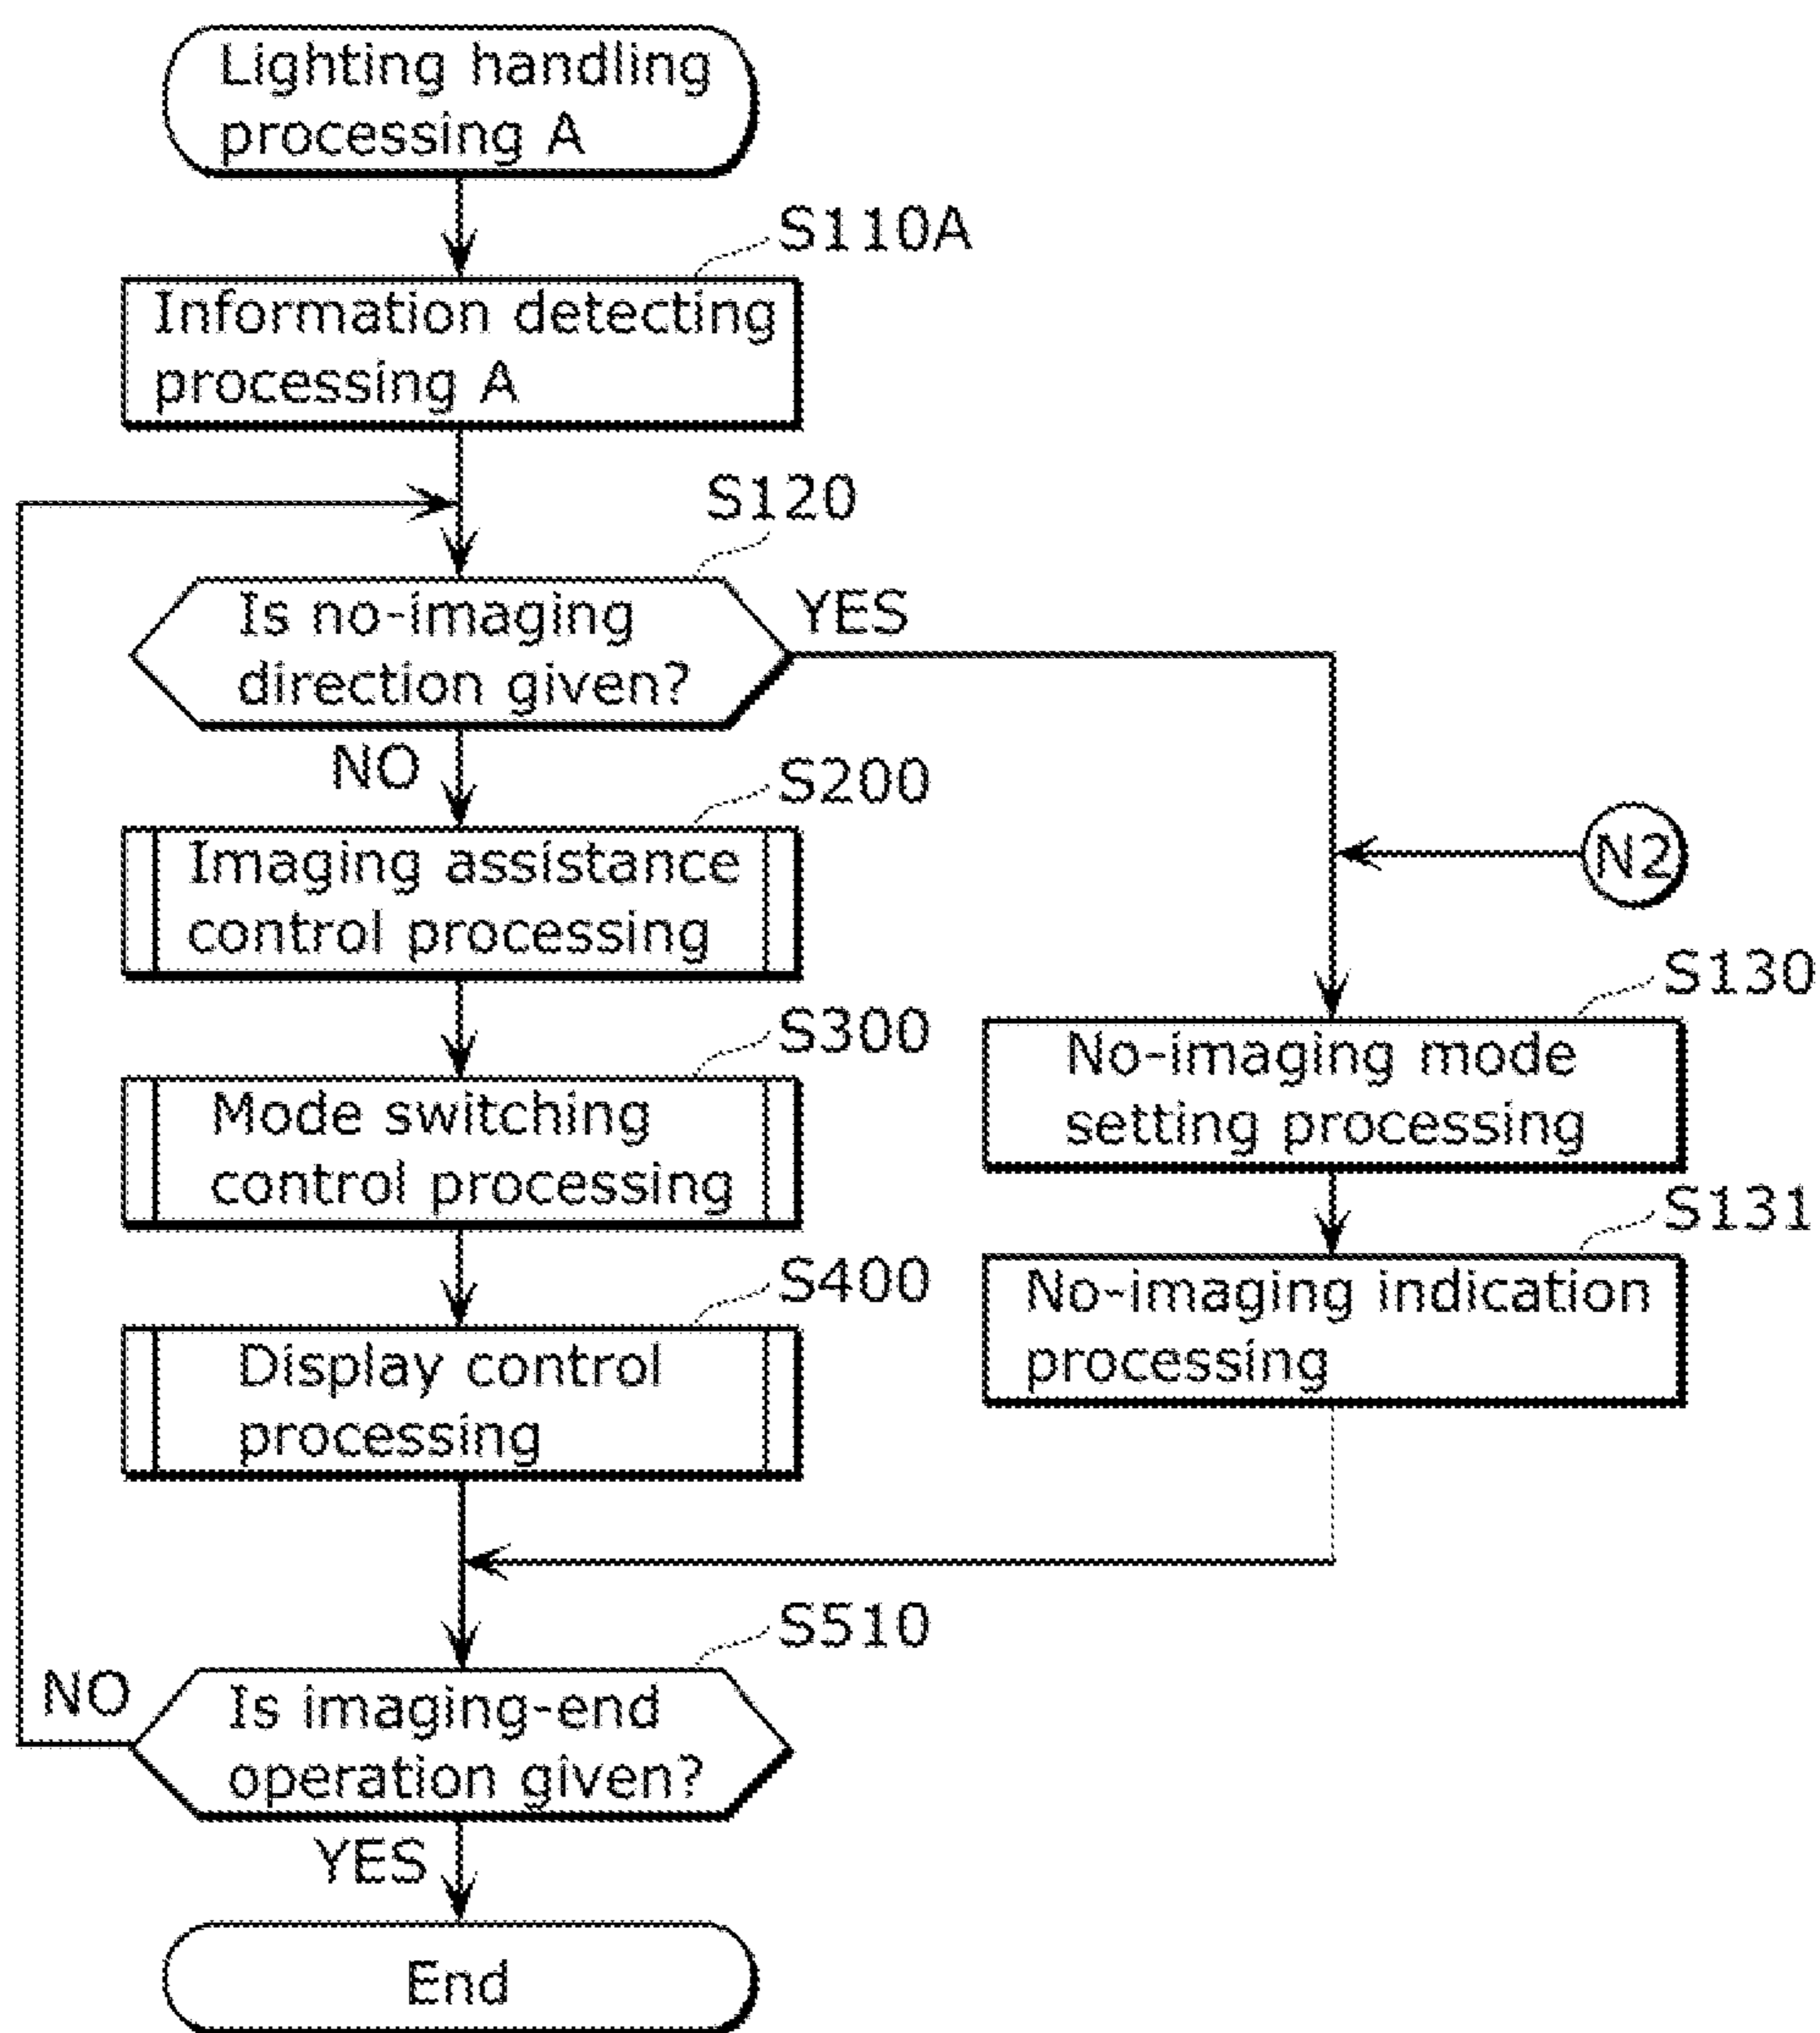 Lighting handling
processing A
S110A
Information detecting
processing A
S120
Is no-imaging
direction given?
YES
NO
S200
Imaging assistance
control processing
N2
S130
No-imaging mode
setting processing
S300
Mode switching
control processing
S131
No-imaging indication
processing
S400
Display control
processing
S510
NO
Is imaging-end
operation given?
YES
End